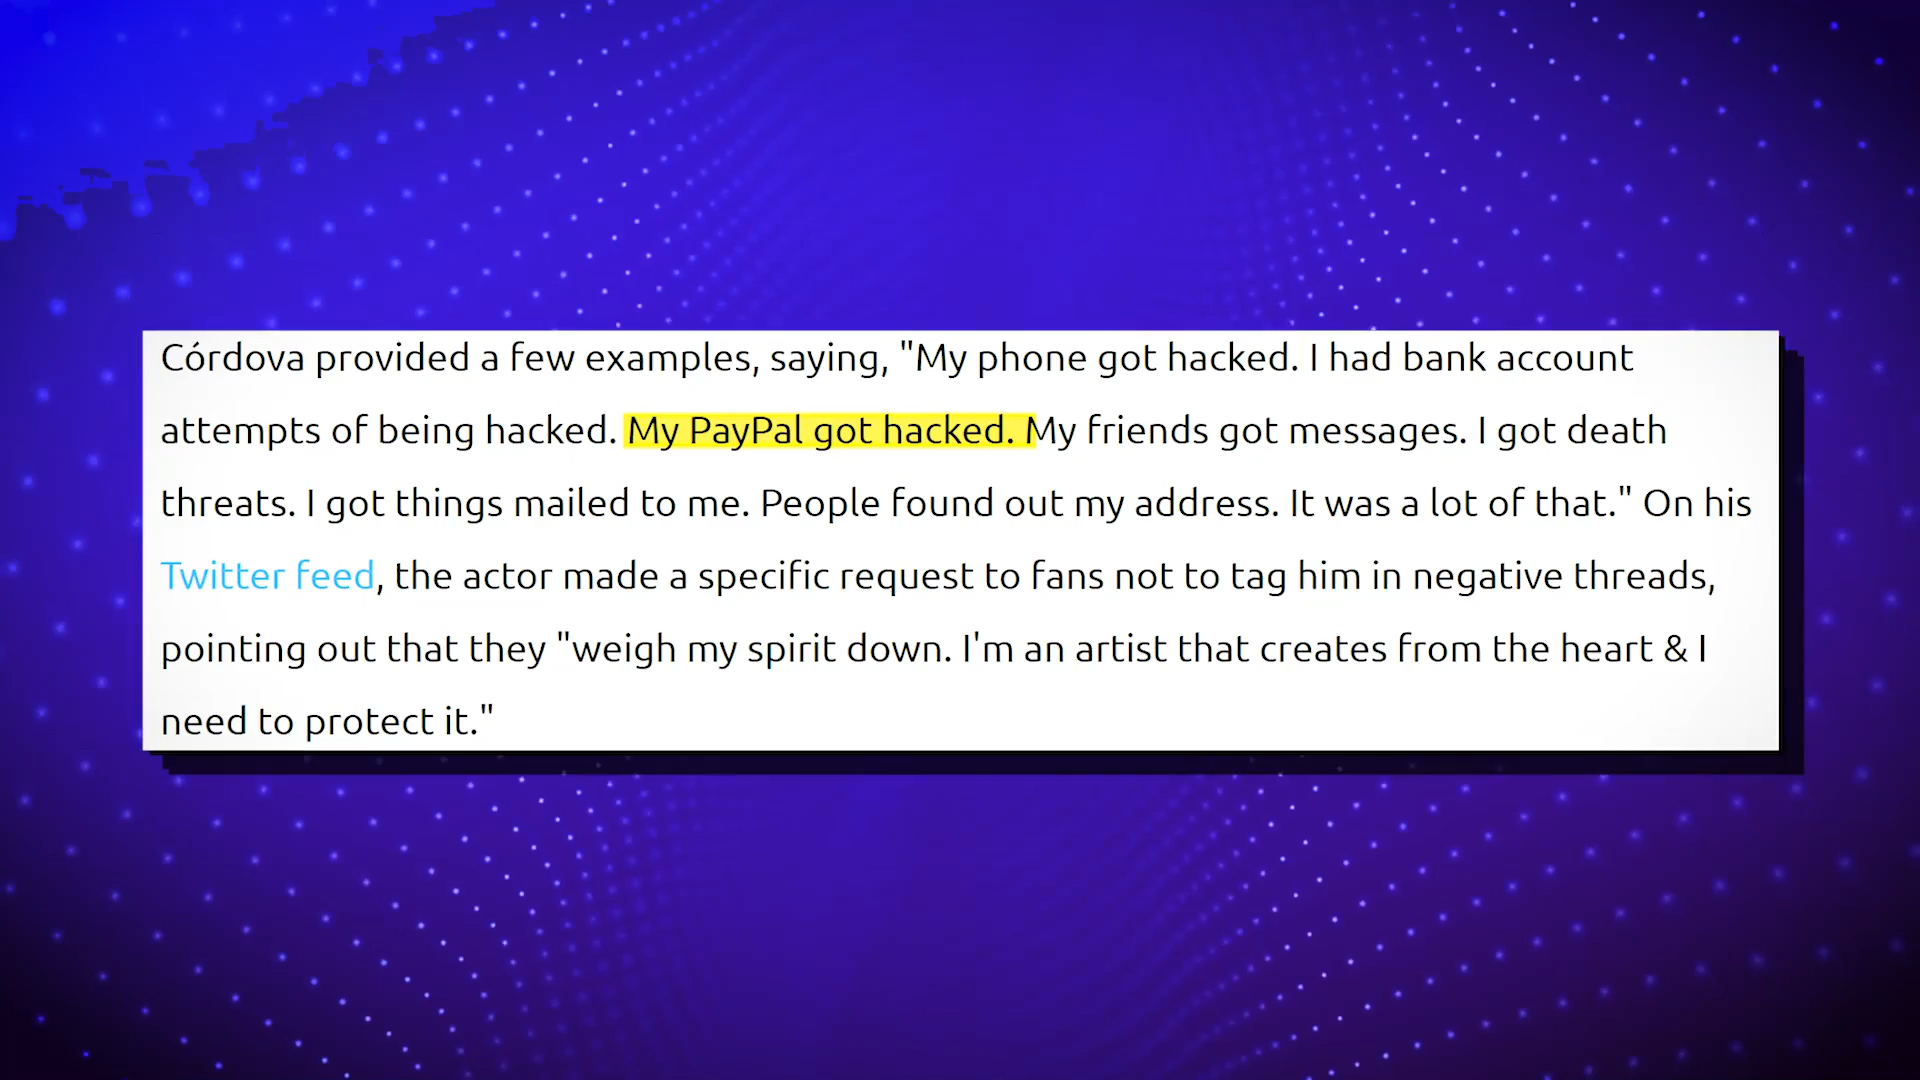 Córdova provided a few examples, saying, "My phone got hacked. I had bank account
attempts of being hacked. My PayPal got hacked. My friends got messages. I got death
threats. I got things mailed to me. People found out my address. It was a lot of that." On his
Twitter feed, the actor made a specific request to fans not to tag him in negative threads,
pointing out that they "weigh my spirit down. I'm an artist that creates from the heart & I
need to protect it."